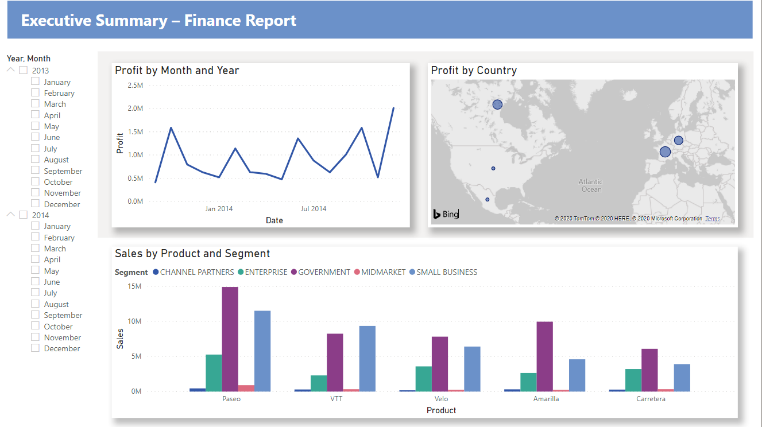 Executive Summary – Finance Report
Year, Month
2013
January
February
March
April
May
June
July
August
September
October
November
December
2014
January
February
March
April
May
June
July
August
September
October
November
December
Profit by Month and Year
2.5M
2.0M
1.5M
1.0M
0.5M
0.0M
Profit
Jan 2014 Jul 2014
Date
Profit by Country
Atlantic
Ocean
Bing
© 2020 TomTom © 2020 HERE, © 2020 Microsoft Corporation Terms
Sales by Product and Segment
Segment CHANNEL PARTNERS ENTERPRISE GOVERNMENT MIDMARKET SMALL BUSINESS
15M
10M
5M
0M
Sales
Paseo VTT Velo Amarilla Carretera
Product